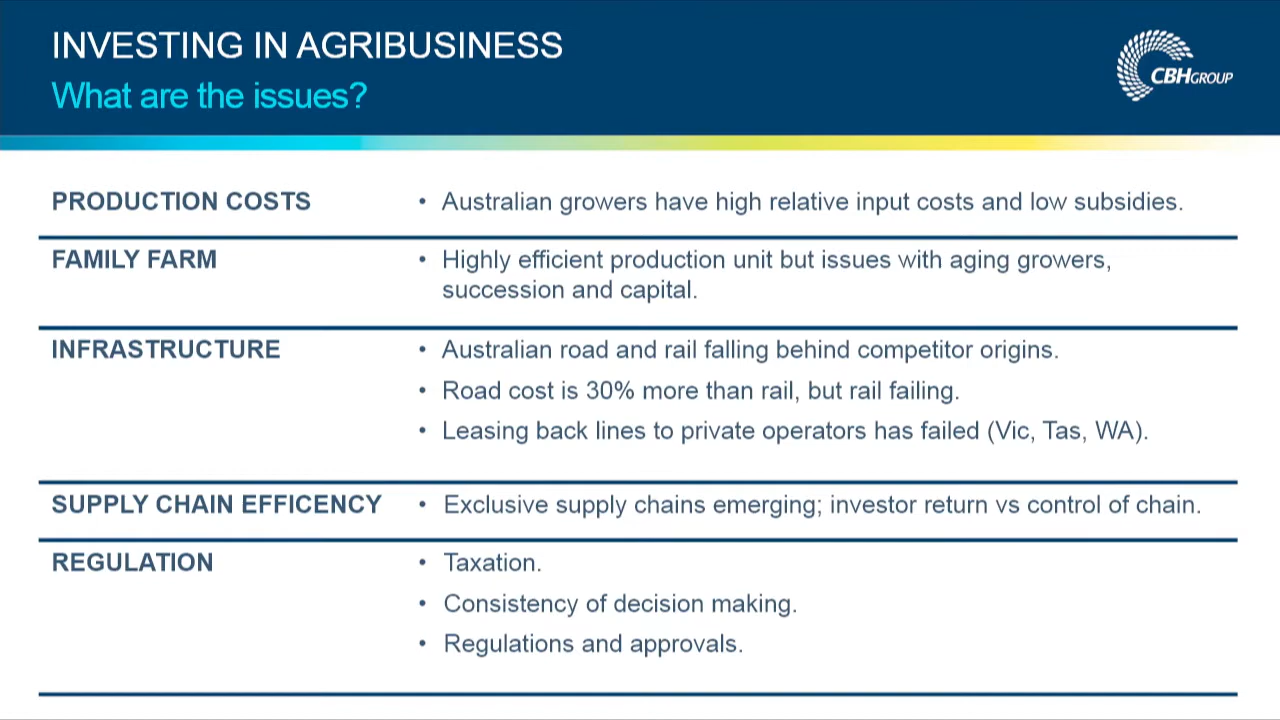 INVESTING IN AGRIBUSINESS
What are the issues?
CBHGROUP
PRODUCTION COSTS
• Australian growers have high relative input costs and low subsidies.
FAMILY FARM
• Highly efficient production unit but issues with aging growers,
succession and capital.
INFRASTRUCTURE
• Australian road and rail falling behind competitor origins.
• Road cost is 30% more than rail, but rail failing.
• Leasing back lines to private operators has failed (Vic, Tas, WA).
SUPPLY CHAIN EFFICENCY
• Exclusive supply chains emerging; investor return vs control of chain.
REGULATION
• Taxation.
• Consistency of decision making.
• Regulations and approvals.